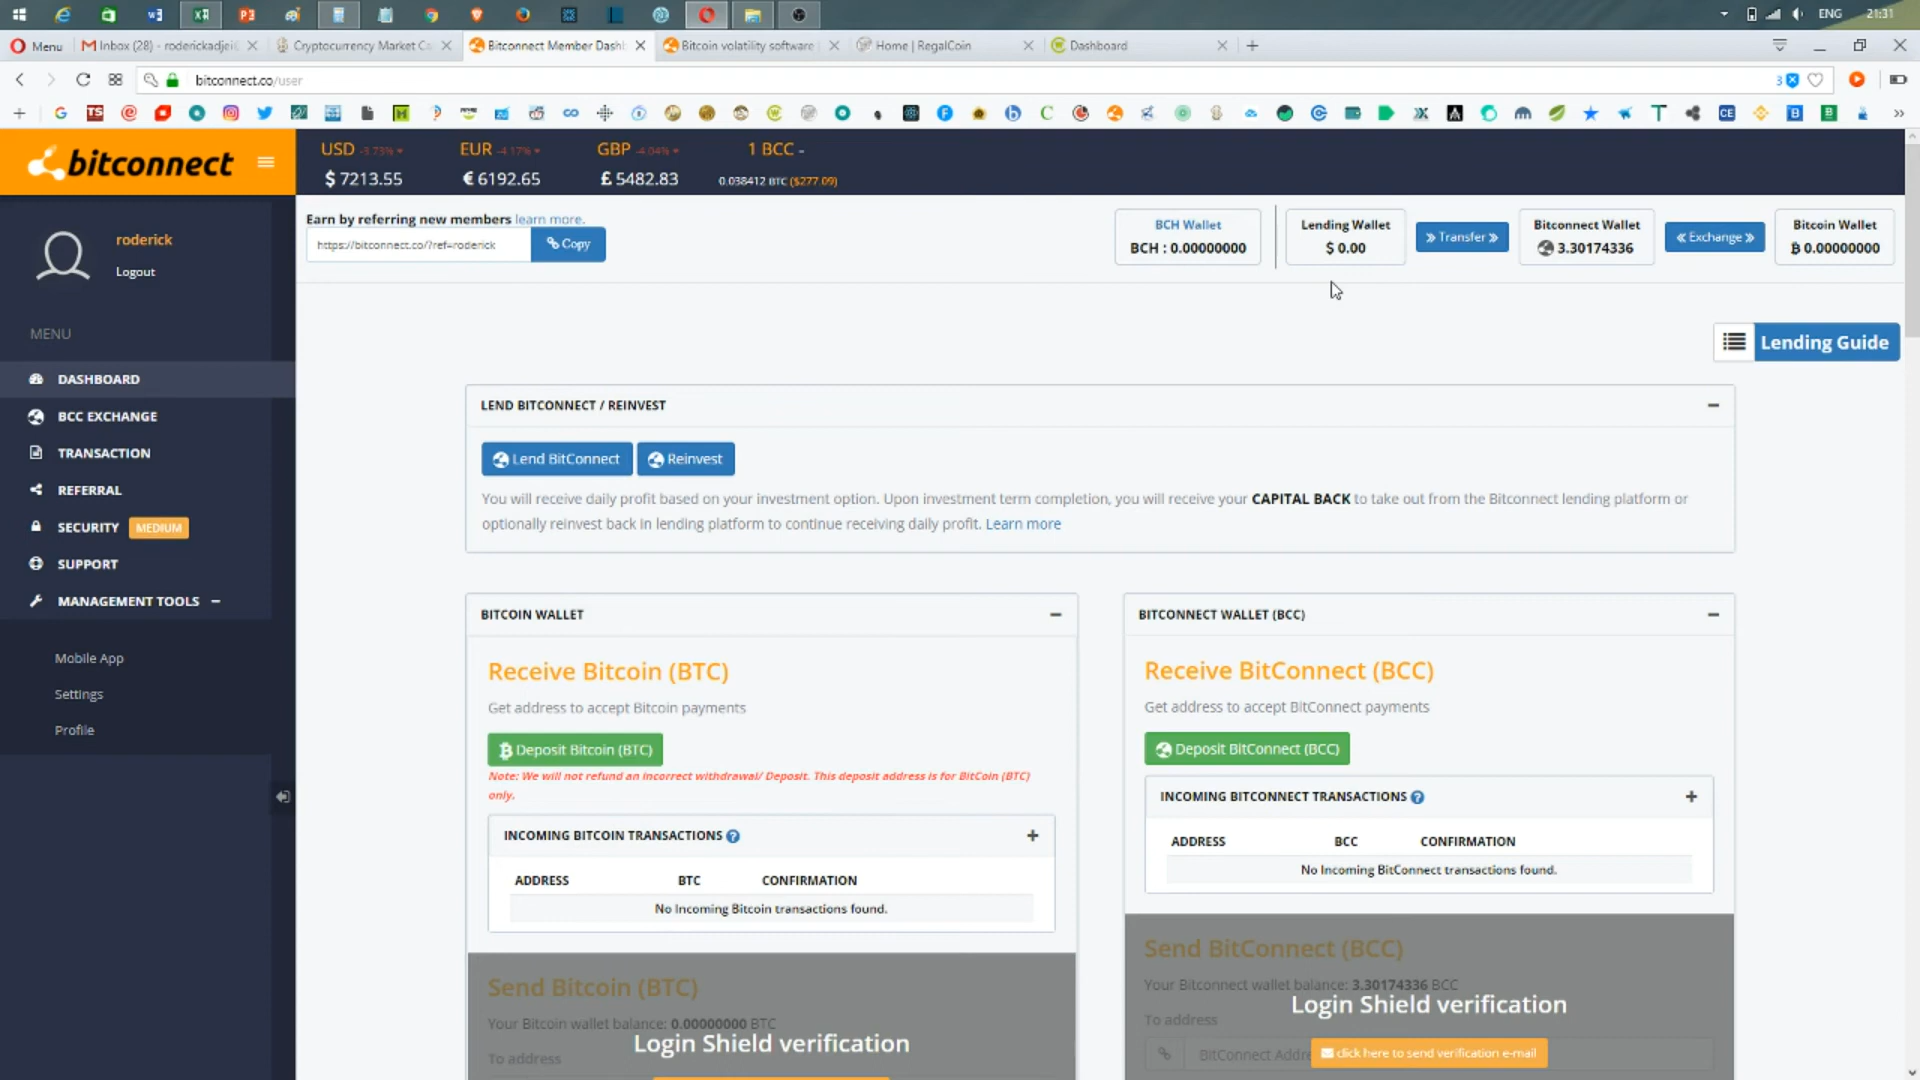 ENG
21:31
Menu
Inbox (28) - roderickadjei
Cryptocurrency Market C
Bitconnect Member Dash
Bitcoin volatility software
Home | RegalCoin
Dashboard
bitconnect.co/user
3
bitconnect
USD -3.73%
$ 7213.55
EUR -4.17%
€ 6192.65
GBP -4.04%
£ 5482.83
1 BCC -
0.038412 BTC ($277.09)
roderick
Logout
Earn by referring new members learn more.
https://bitconnect.co/?ref=roderick
Copy
BCH Wallet
BCH : 0.00000000
Lending Wallet
$ 0.00
Transfer
Bitconnect Wallet
3.30174336
Exchange
Bitcoin Wallet
0.00000000
MENU
DASHBOARD
BCC EXCHANGE
TRANSACTION
REFERRAL
SECURITY MEDIUM
SUPPORT
MANAGEMENT TOOLS
Mobile App
Settings
Profile
Lending Guide
LEND BITCONNECT / REINVEST
Lend BitConnect
Reinvest
You will receive daily profit based on your investment option. Upon investment term completion, you will receive your CAPITAL BACK to take out from the Bitconnect lending platform or
optionally reinvest back in lending platform to continue receiving daily profit. Learn more
BITCOIN WALLET
Receive Bitcoin (BTC)
Get address to accept Bitcoin payments
Deposit Bitcoin (BTC)
Note: We will not refund an incorrect withdrawal/ Deposit. This deposit address is for BitCoin (BTC)
only.
INCOMING BITCOIN TRANSACTIONS
ADDRESS BTC CONFIRMATION
No Incoming Bitcoin transactions found.
Send Bitcoin (BTC)
Your Bitcoin wallet balance: 0.00000000 BTC
Login Shield verification
To address
BITCONNECT WALLET (BCC)
Receive BitConnect (BCC)
Get address to accept BitConnect payments
Deposit BitConnect (BCC)
INCOMING BITCONNECT TRANSACTIONS
ADDRESS BCC CONFIRMATION
No Incoming BitConnect transactions found.
Send BitConnect (BCC)
Your Bitconnect wallet balance: 3.30174336 BCC
Login Shield verification
To address
BitConnect Addre
click here to send verification e-mail